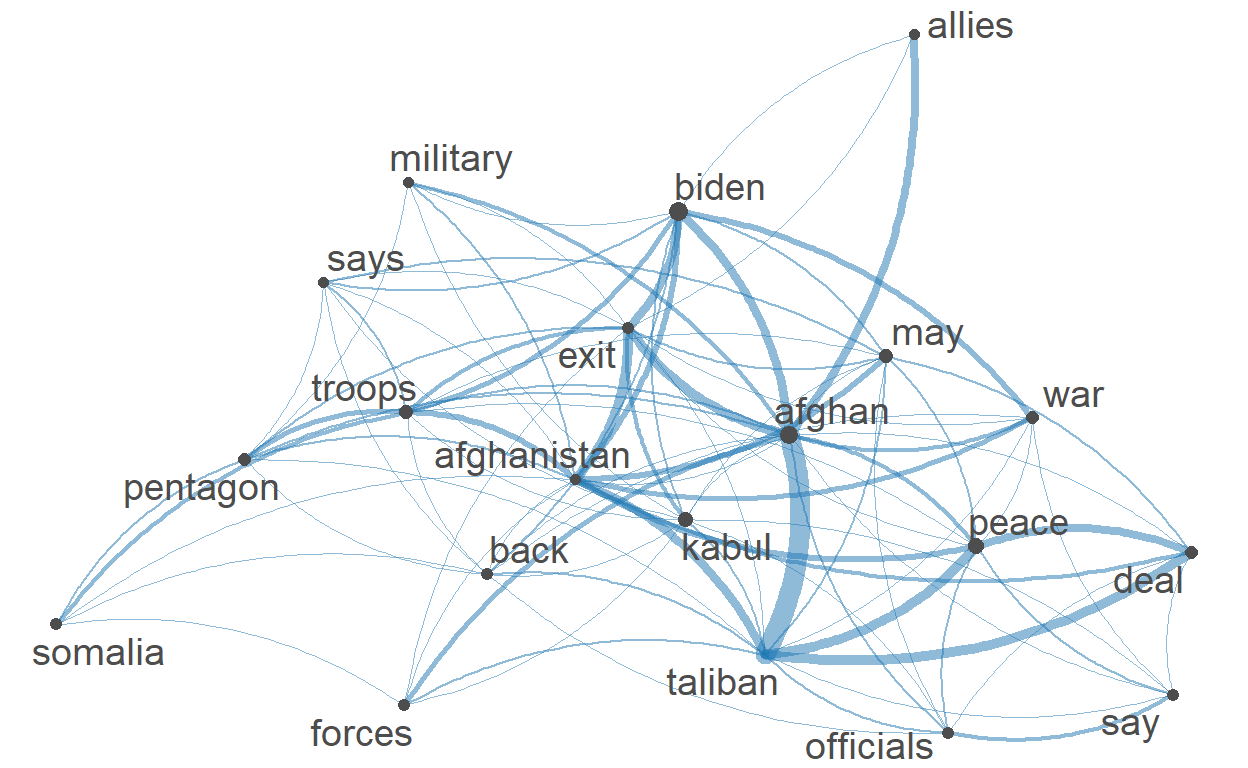 allies
military
biden
says
may
exit
troops
war
afghan
afghanistan
pentagon
peace
kabul
back
deal
somalia
taliban
say
forces
officials